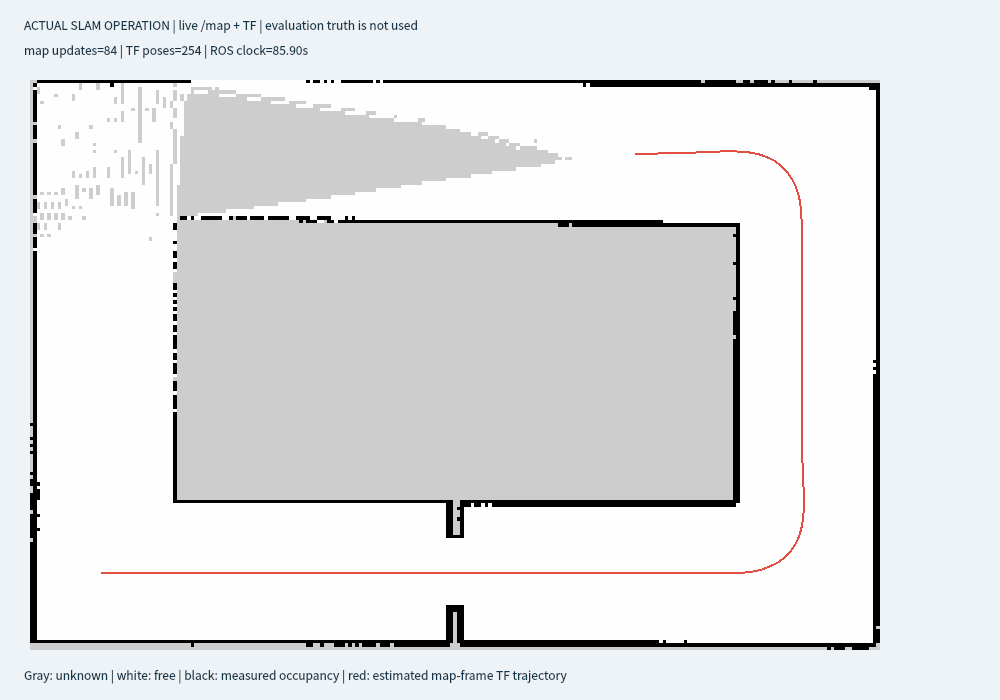 ACTUAL SLAM OPERATION | live /map + TF | evaluation truth is not used
map updates=84 | TF poses=254 | ROS clock=85.90s
Gray: unknown | white: free | black: measured occupancy | red: estimated map-frame TF trajectory